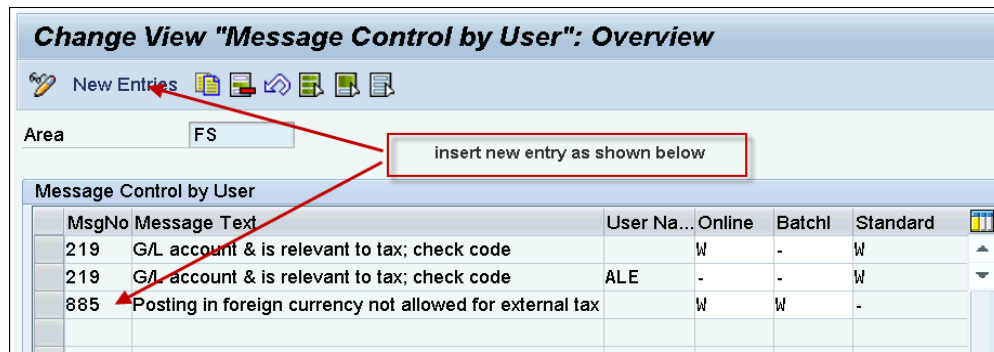 Change View "Message Control by User": Overview
New Entries
Area FS
insert new entry as shown below
Message Control by User
MsgNo Message Text User Na... Online BatchI Standard
219 G/L account & is relevant to tax; check code W - W
219 G/L account & is relevant to tax; check code ALE - - W
885 Posting in foreign currency not allowed for external tax W W -